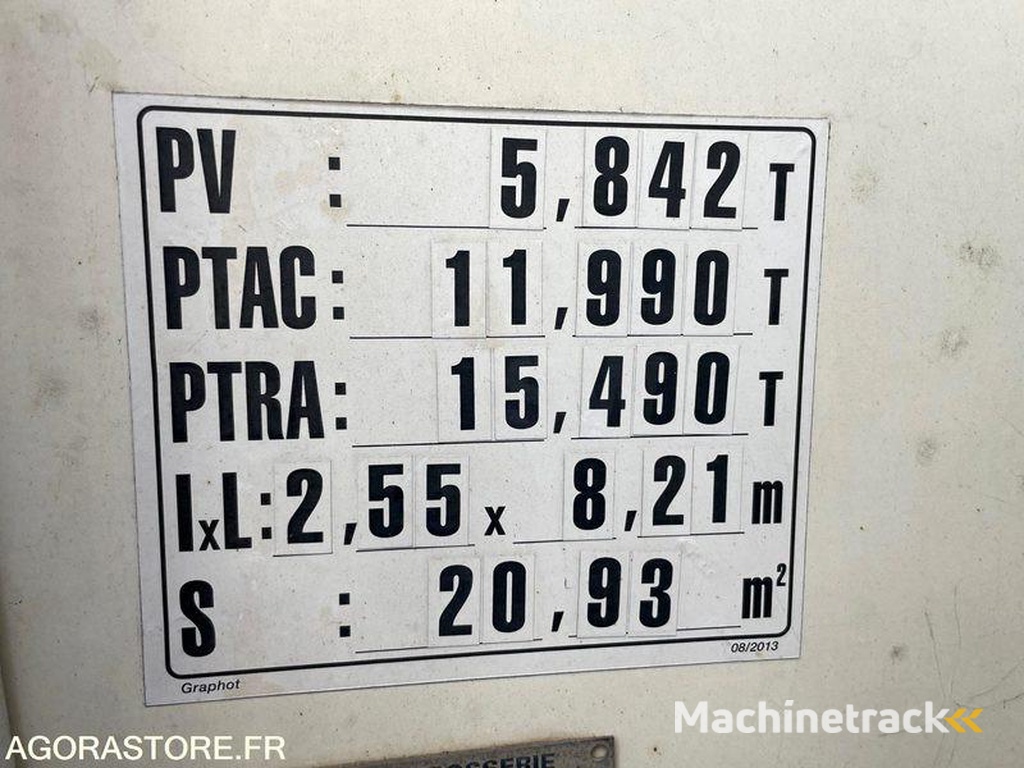 PV : 5,842 T
PTAC : 11,990 T
PTRA : 15,490 T
lxL : 2,55 x 8,21 m
S : 20,93 m²
Graphot
08/2013
Machinetrack
AGORASTORE.FR